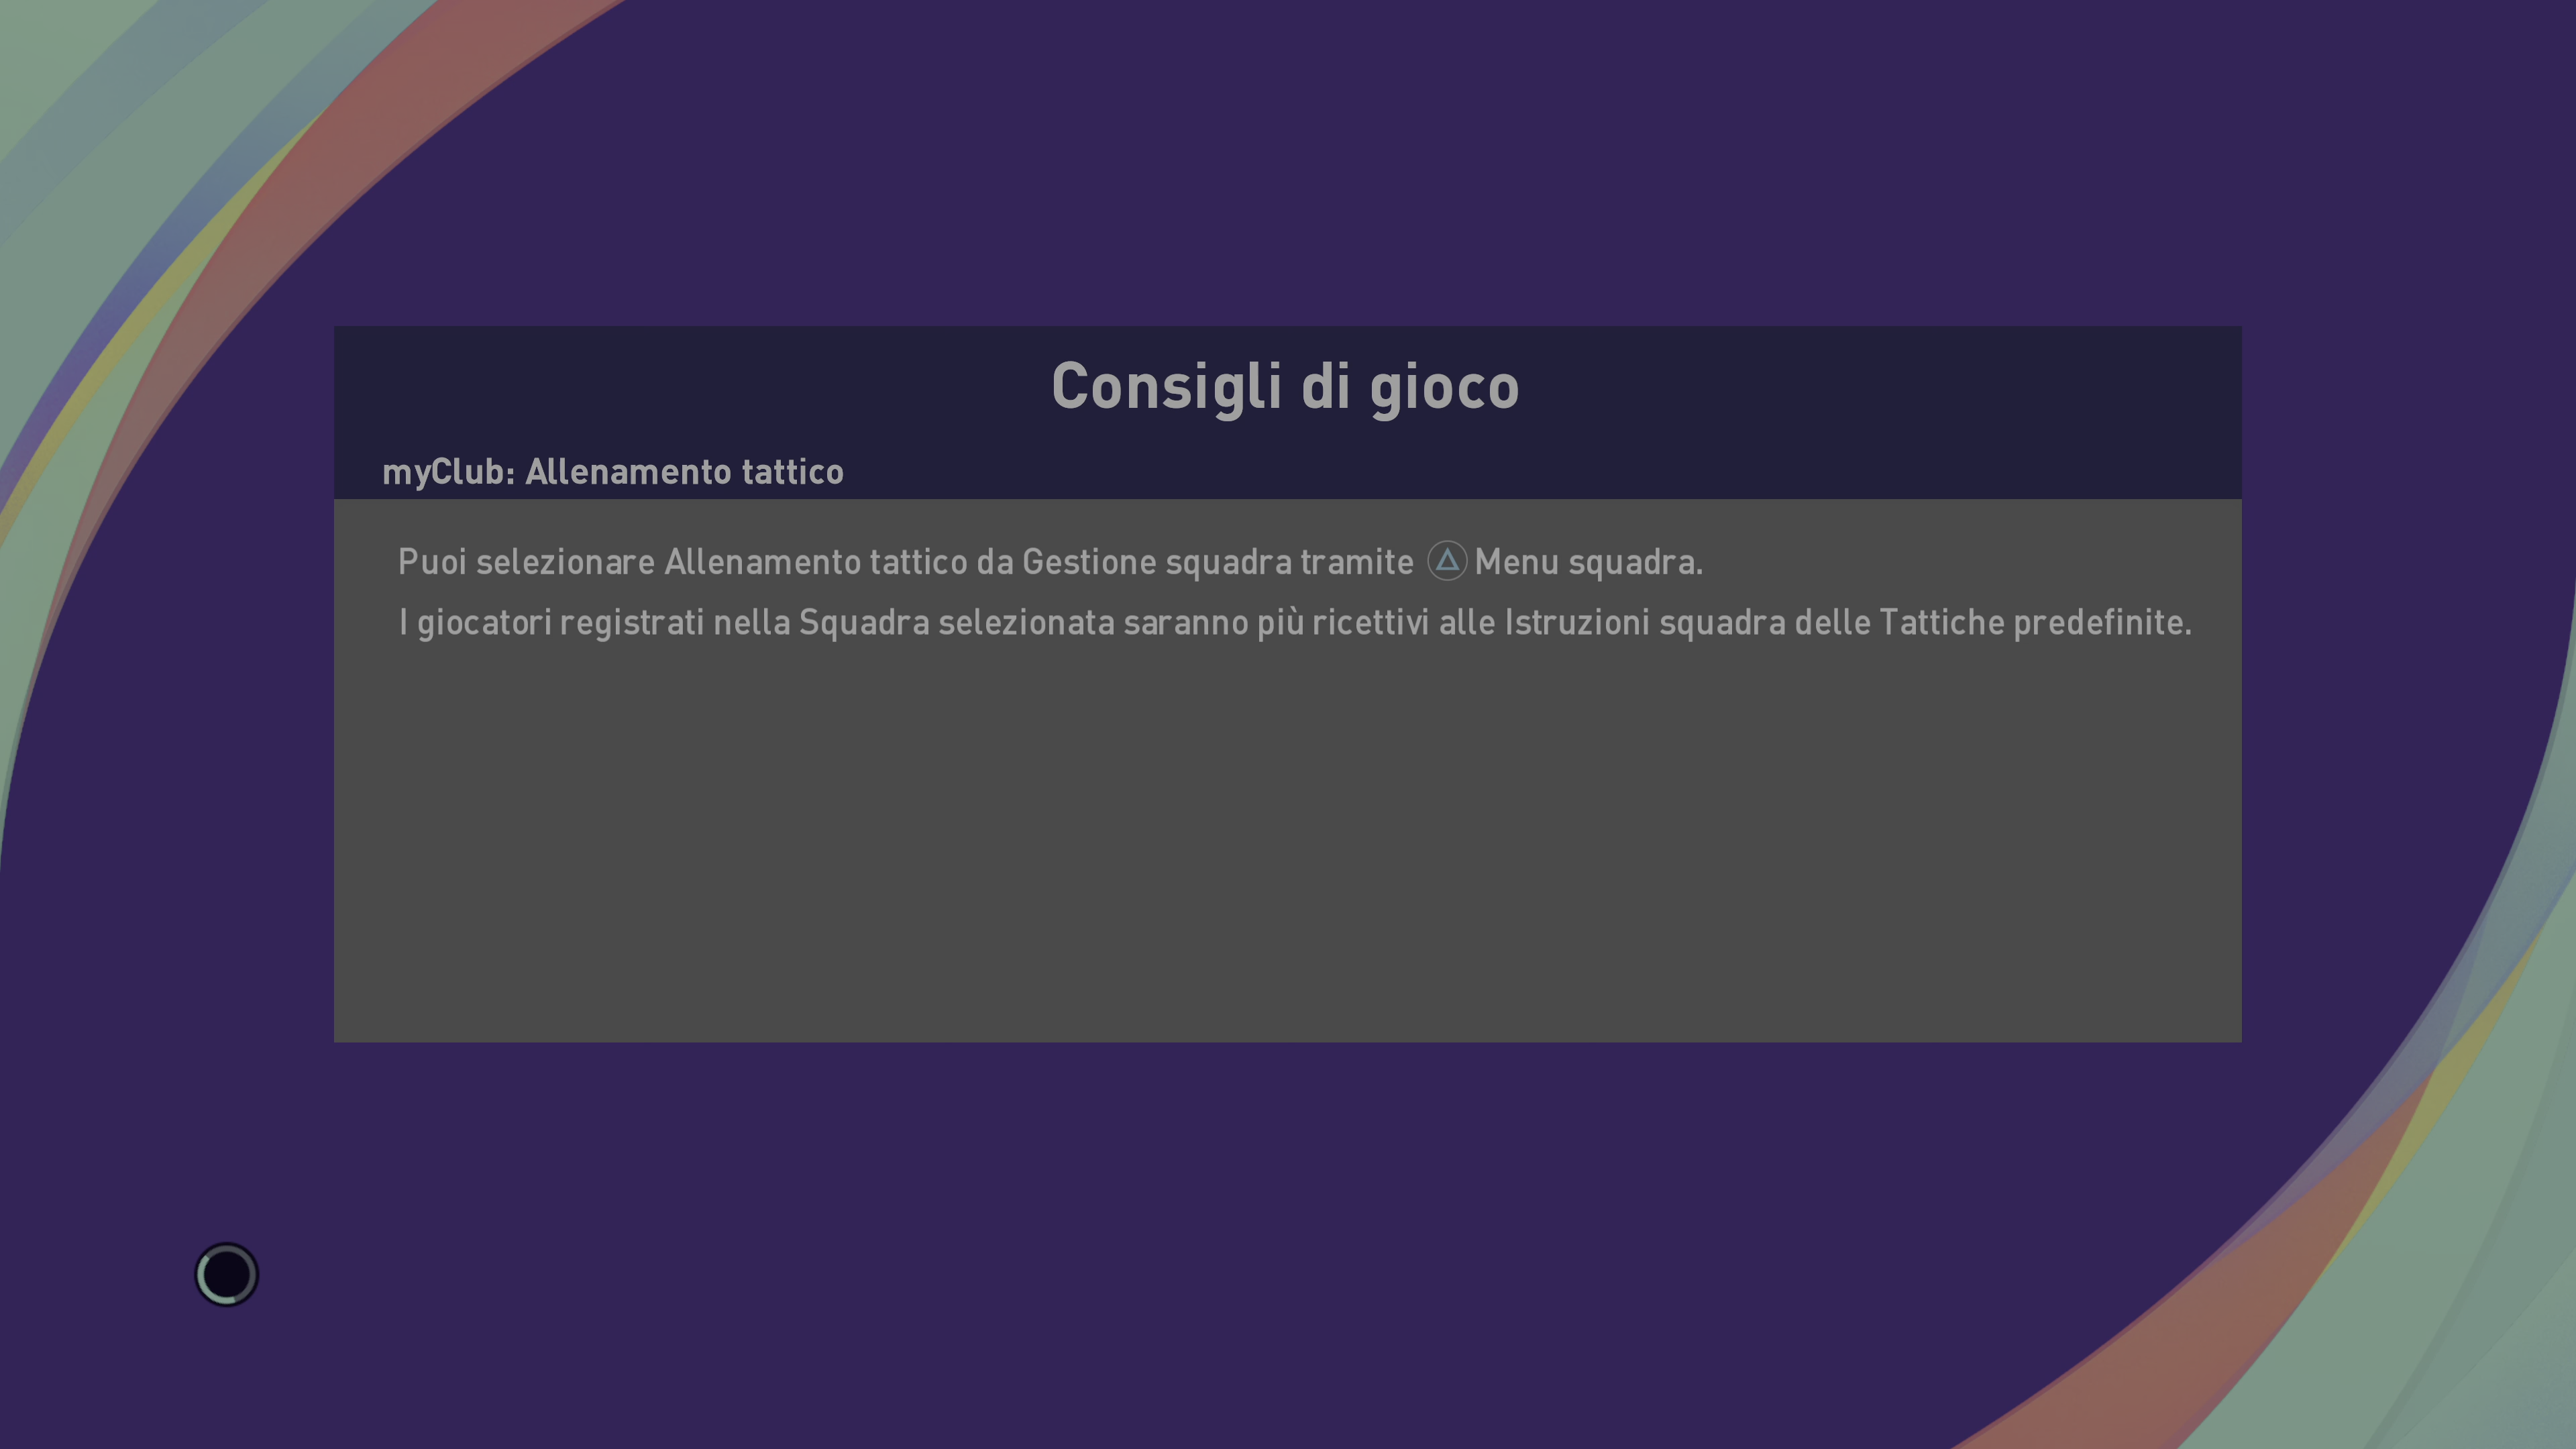 Consigli di gioco
myClub: Allenamento tattico
Puoi selezionare Allenamento tattico da Gestione squadra tramite Menu squadra.
I giocatori registrati nella Squadra selezionata saranno più ricettivi alle Istruzioni squadra delle Tattiche predefinite.